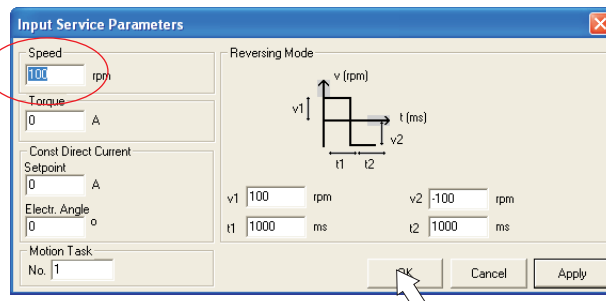 Input Service Parameters
Speed
100 rpm
Torque
0 A
Const Direct Current
Setpoint
0 A
Electr. Angle
0 °
Motion Task
No. 1
Reversing Mode
v (rpm)
v1
t (ms)
v2
t1 t2
v1 100 rpm v2 -100 rpm
t1 1000 ms t2 1000 ms
OK Cancel Apply